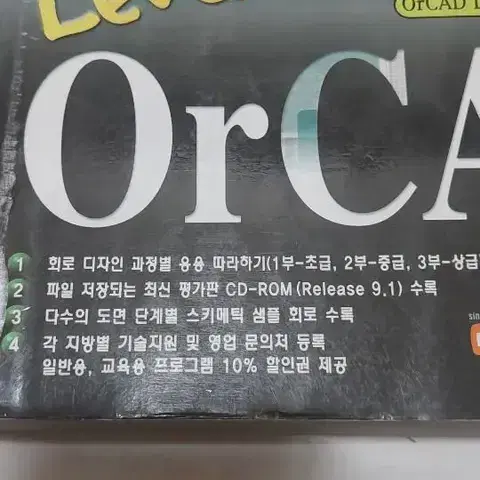 Level
OrCAD
OrCA
1 회로 디자인 과정별 응용 따라하기(1부-초급, 2부-중급, 3부-상급
2 파일 저장되는 최신 평가판 CD-ROM(Release 9.1) 수록
3 다수의 도면 단계별 스키메틱 샘플 회로 수록
4 각 지방별 기술지원 및 영업 문의처 등록
일반용, 교육용 프로그램 10% 할인권 제공
sin